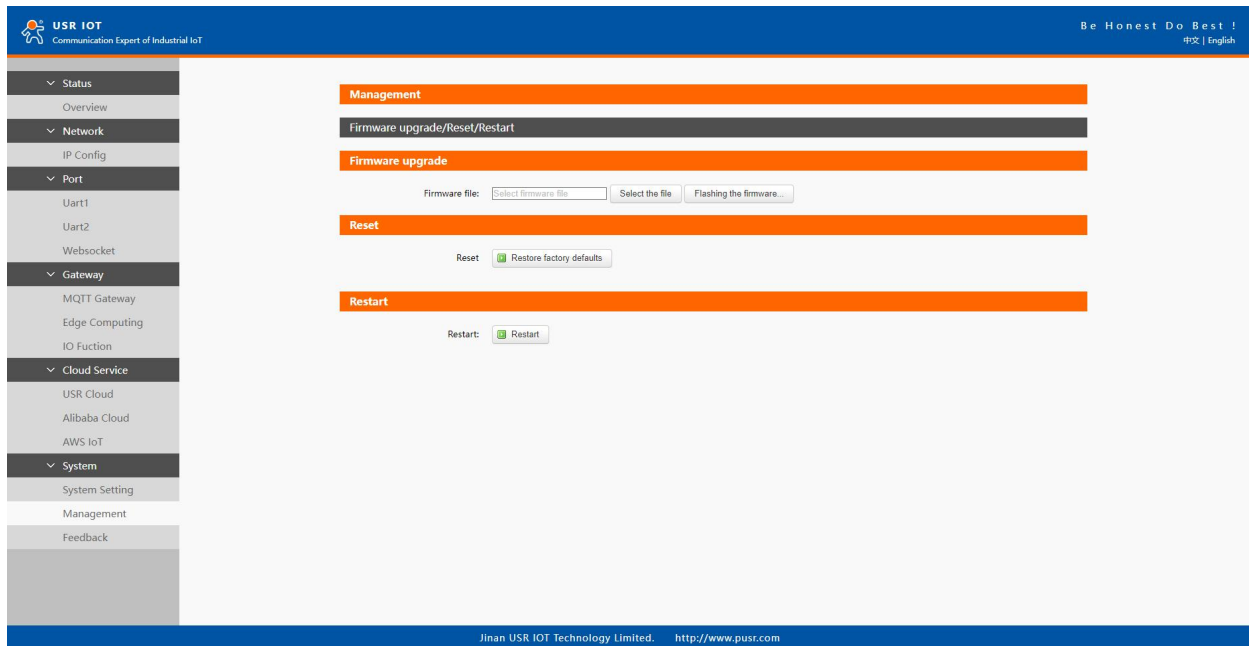 USR IOT
Communication Expert of Industrial IoT
Be Honest Do Best !
中文 | English
Status
Overview
Network
IP Config
Port
Uart1
Uart2
Websocket
Gateway
MQTT Gateway
Edge Computing
IO Fuction
Cloud Service
USR Cloud
Alibaba Cloud
AWS IoT
System
System Setting
Management
Feedback
Management
Firmware upgrade/Reset/Restart
Firmware upgrade
Firmware file: Select firmware file Select the file Flashing the firmware...
Reset
Reset Restore factory defaults
Restart
Restart: Restart
Jinan USR IOT Technology Limited. http://www.pusr.com